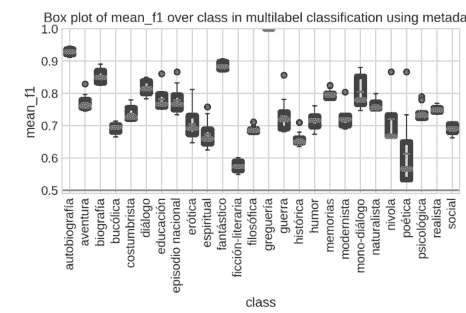 Box plot of mean_f1 over class in multilabel classification using metada
1.0
0.9
0.8
0.7
0.6
0.5
mean_f1
autobiografía
aventura
biografía
bucólica
costumbrista
diálogo
educación
episodio nacional
erótica
espiritual
fantástico
ficción-literaria
filosófica
greguería
guerra
histórica
humor
memorias
modernista
mono-diálogo
naturalista
nivola
poética
psicológica
realista
social
class